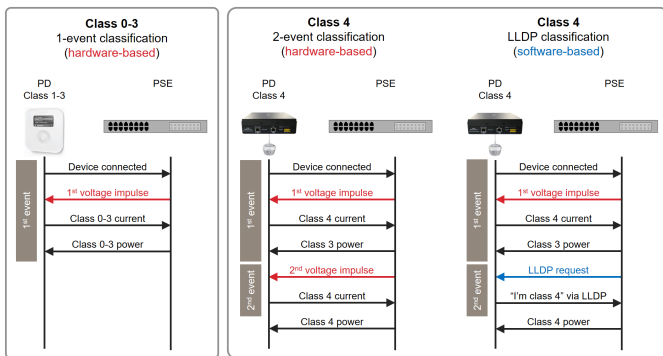 Class 0-3
1-event classification
(hardware-based)
PD
Class 1-3
PSE
1st event
Device connected
1st voltage impulse
Class 0-3 current
Class 0-3 power
Class 4
2-event classification
(hardware-based)
PD
Class 4
PSE
1st event
Device connected
1st voltage impulse
Class 4 current
Class 3 power
2nd event
2nd voltage impulse
Class 4 current
Class 4 power
Class 4
LLDP classification
(software-based)
PD
Class 4
PSE
1st event
Device connected
1st voltage impulse
Class 4 current
Class 3 power
2nd event
LLDP request
"I'm class 4" via LLDP
Class 4 power